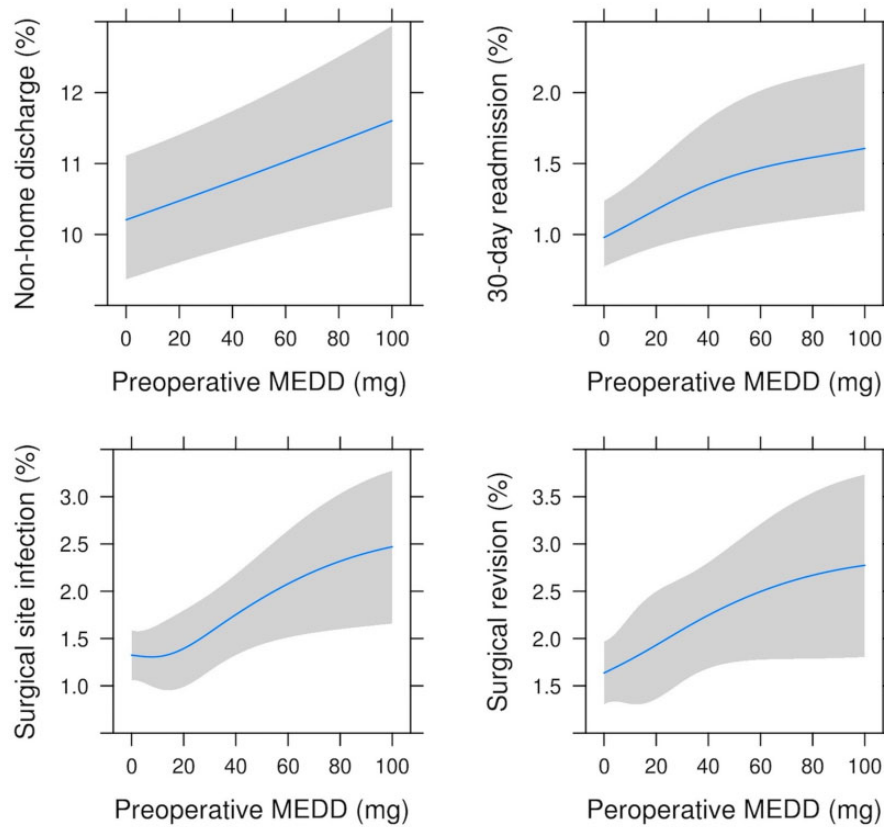 Non-home discharge (%)
12
11
10
0 20 40 60 80 100
Preoperative MEDD (mg)
30-day readmission (%)
2.0
1.5
1.0
0 20 40 60 80 100
Preoperative MEDD (mg)
Surgical site infection (%)
3.0
2.5
2.0
1.5
1.0
0 20 40 60 80 100
Preoperative MEDD (mg)
Surgical revision (%)
3.5
3.0
2.5
2.0
1.5
0 20 40 60 80 100
Peroperative MEDD (mg)